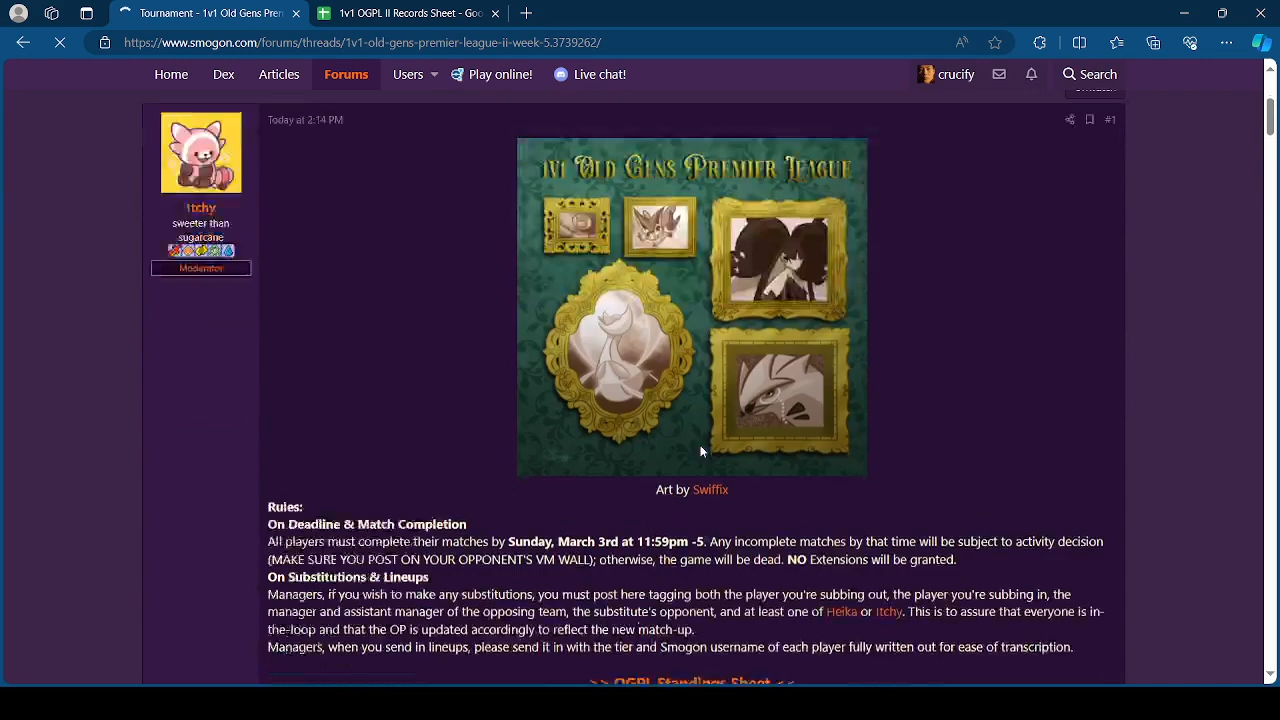 Tournament - 1v1 Old Gens Prem
1v1 OGPL II Records Sheet - Goo
https://www.smogon.com/forums/threads/1v1-old-gens-premier-league-ii-week-5.3739262/
Home
Dex
Articles
Forums
Users
Play online!
Live chat!
crucify
Search
Today at 2:14 PM
#1
1v1 Old Gens Premier League
Itchy
sweeter than
sugarcane
Moderator
Art by Swiffix
Rules:
On Deadline & Match Completion
All players must complete their matches by Sunday, March 3rd at 11:59pm -5. Any incomplete matches by that time will be subject to activity decision
(MAKE SURE YOU POST ON YOUR OPPONENT'S VM WALL); otherwise, the game will be dead. NO Extensions will be granted.
On Substitutions & Lineups
Managers, if you wish to make any substitutions, you must post here tagging both the player you're subbing out, the player you're subbing in, the
manager and assistant manager of the opposing team, the substitute's opponent, and at least one of Heika or Itchy. This is to assure that everyone is in-
the-loop and that the OP is updated accordingly to reflect the new match-up.
Managers, when you send in lineups, please send it in with the tier and Smogon username of each player fully written out for ease of transcription.
>> OGPL Standings Sheet <<